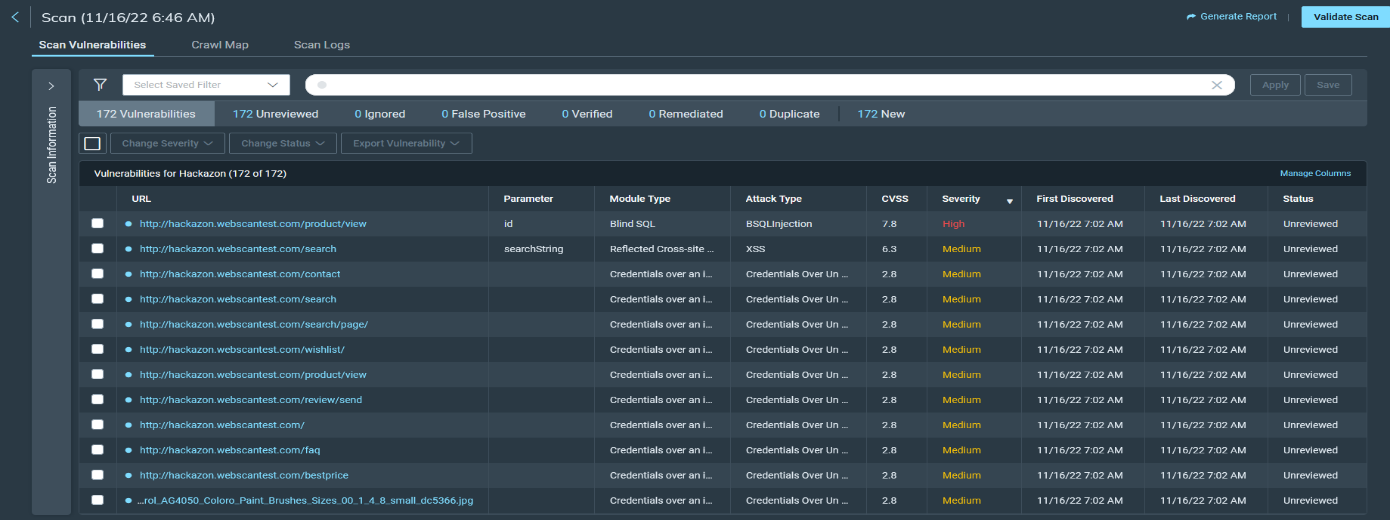 Scan (11/16/22 6:46 AM)
Generate Report
Validate Scan
Scan Vulnerabilities Crawl Map Scan Logs
Scan Information
Select Saved Filter
Apply Save
172 Vulnerabilities 172 Unreviewed 0 Ignored 0 False Positive 0 Verified 0 Remediated 0 Duplicate 172 New
Change Severity Change Status Export Vulnerability
Vulnerabilities for Hackazon (172 of 172) Manage Columns
URL Parameter Module Type Attack Type CVSS Severity First Discovered Last Discovered Status
http://hackazon.webscantest.com/product/view id Blind SQL BSQLInjection 7.8 High 11/16/22 7:02 AM 11/16/22 7:02 AM Unreviewed
http://hackazon.webscantest.com/search searchString Reflected Cross-site ... XSS 6.3 Medium 11/16/22 7:02 AM 11/16/22 7:02 AM Unreviewed
http://hackazon.webscantest.com/contact Credentials over an i... Credentials Over Un ... 2.8 Medium 11/16/22 7:02 AM 11/16/22 7:02 AM Unreviewed
http://hackazon.webscantest.com/search Credentials over an i... Credentials Over Un ... 2.8 Medium 11/16/22 7:02 AM 11/16/22 7:02 AM Unreviewed
http://hackazon.webscantest.com/search/page/ Credentials over an i... Credentials Over Un ... 2.8 Medium 11/16/22 7:02 AM 11/16/22 7:02 AM Unreviewed
http://hackazon.webscantest.com/wishlist/ Credentials over an i... Credentials Over Un ... 2.8 Medium 11/16/22 7:02 AM 11/16/22 7:02 AM Unreviewed
http://hackazon.webscantest.com/product/view Credentials over an i... Credentials Over Un ... 2.8 Medium 11/16/22 7:02 AM 11/16/22 7:02 AM Unreviewed
http://hackazon.webscantest.com/review/send Credentials over an i... Credentials Over Un ... 2.8 Medium 11/16/22 7:02 AM 11/16/22 7:02 AM Unreviewed
http://hackazon.webscantest.com/ Credentials over an i... Credentials Over Un ... 2.8 Medium 11/16/22 7:02 AM 11/16/22 7:02 AM Unreviewed
http://hackazon.webscantest.com/faq Credentials over an i... Credentials Over Un ... 2.8 Medium 11/16/22 7:02 AM 11/16/22 7:02 AM Unreviewed
http://hackazon.webscantest.com/bestprice Credentials over an i... Credentials Over Un ... 2.8 Medium 11/16/22 7:02 AM 11/16/22 7:02 AM Unreviewed
...rol_AG4050_Coloro_Paint_Brushes_Sizes_00_1_4_8_small_dc5366.jpg Credentials over an i... Credentials Over Un ... 2.8 Medium 11/16/22 7:02 AM 11/16/22 7:02 AM Unreviewed